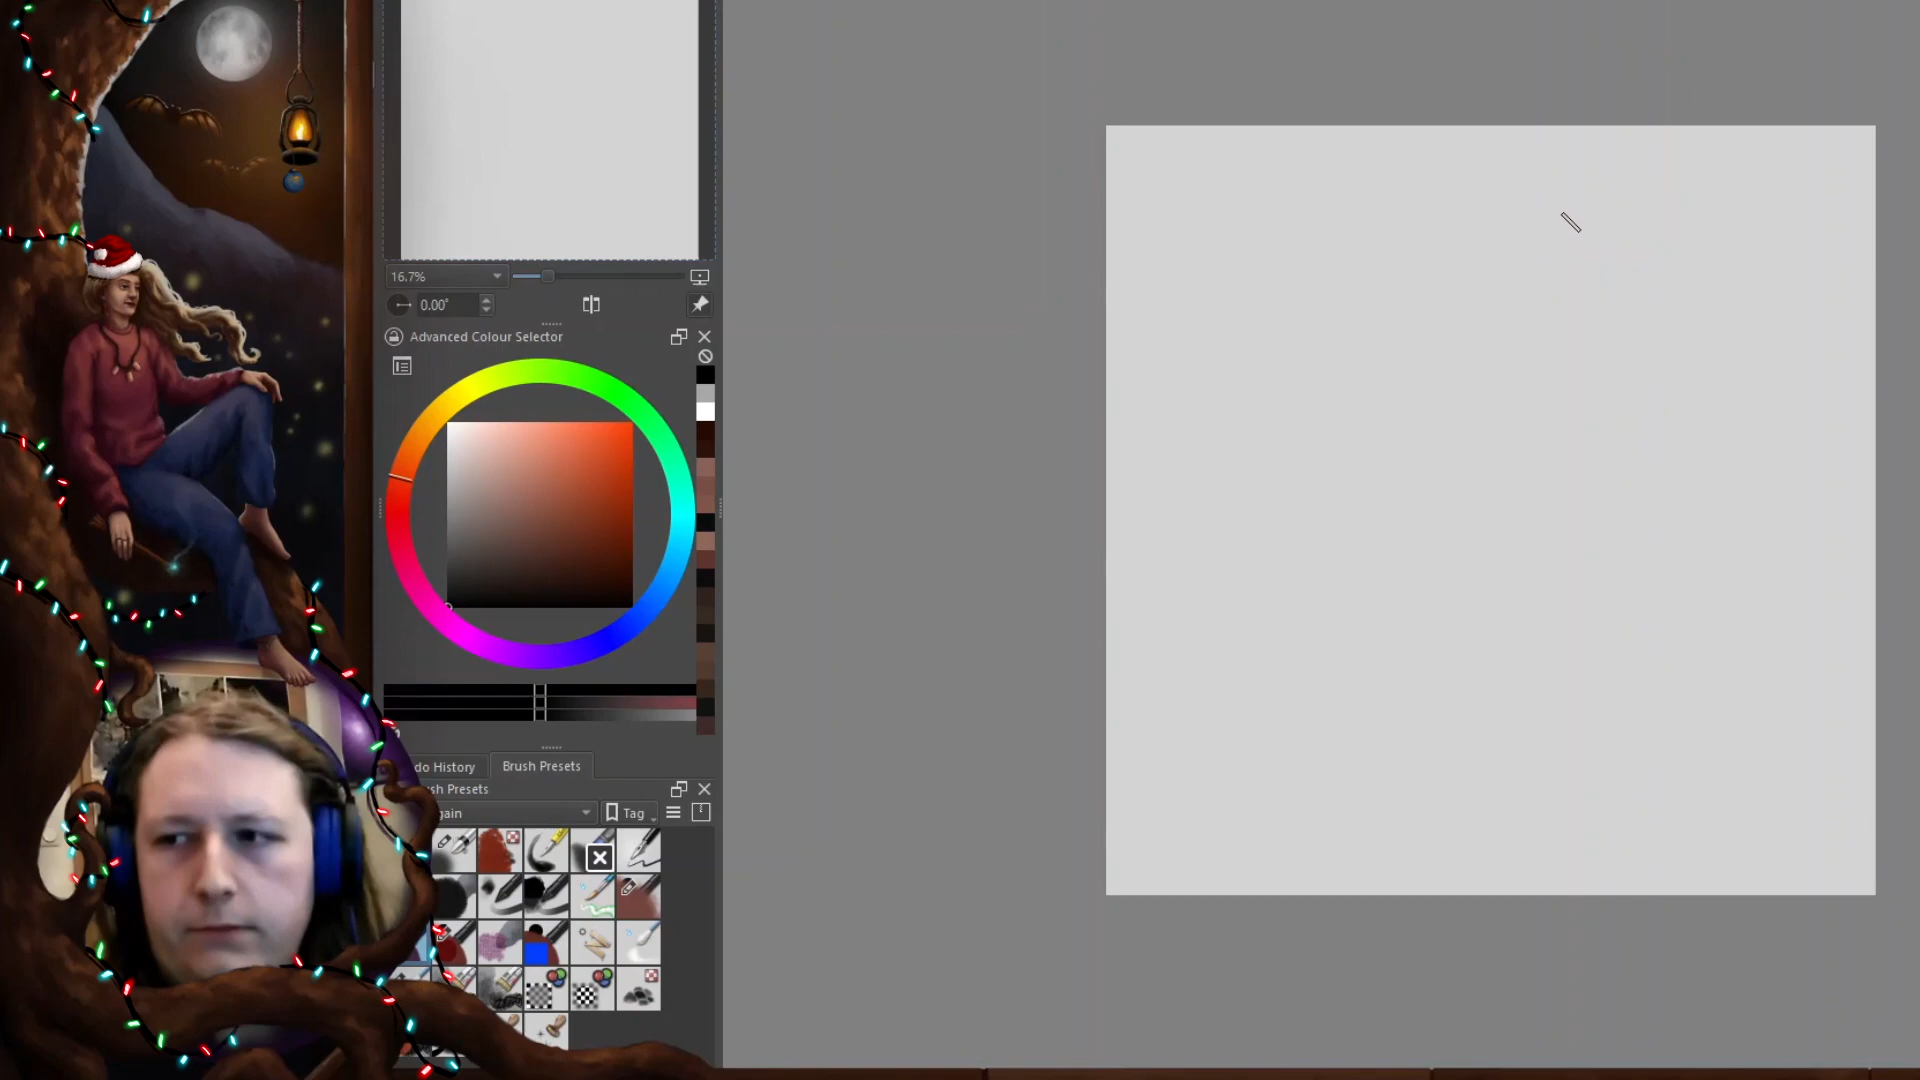 16.7%
0.00°
Advanced Colour Selector
do History
Brush Presets
sh Presets
gain
Tag